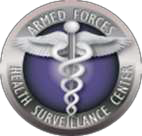 ARMED FORCES
HEALTH SURVEILLANCE CENTER